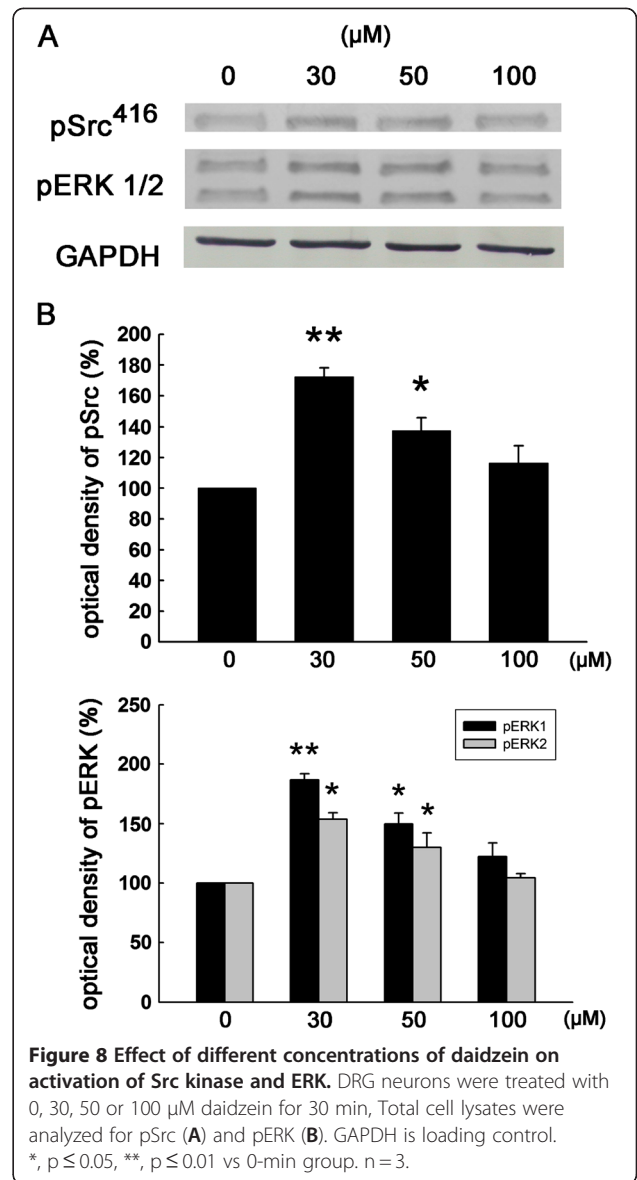 A
(µM)
0 30 50 100
pSrc416
pERK 1/2
GAPDH
B
optical density of pSrc (%)
200
180
160
140
120
100
80
60
40
20
0
**
*
0 30 50 100 (µM)
optical density of pERK (%)
250
200
150
100
50
0
pERK1
pERK2
**
*
*
*
0 30 50 100 (µM)
Figure 8 Effect of different concentrations of daidzein on
activation of Src kinase and ERK. DRG neurons were treated with
0, 30, 50 or 100 µM daidzein for 30 min, Total cell lysates were
analyzed for pSrc (A) and pERK (B). GAPDH is loading control.
*, p ≤ 0.05, **, p ≤ 0.01 vs 0-min group. n = 3.